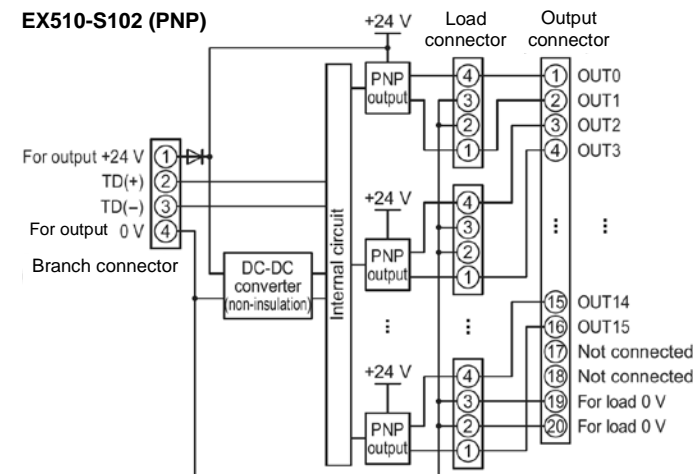 EX510-S102 (PNP)
+24 V
Load connector
Output connector
PNP output
4
3
2
1
1 OUT0
2 OUT1
3 OUT2
4 OUT3
For output +24 V 1
TD(+) 2
TD(−) 3
For output 0 V 4
Branch connector
DC-DC converter (non-insulation)
Internal circuit
+24 V
PNP output
4
3
2
1
⋮
⋮
15 OUT14
16 OUT15
17 Not connected
18 Not connected
19 For load 0 V
20 For load 0 V
⋮
⋮
+24 V
PNP output
4
3
2
1